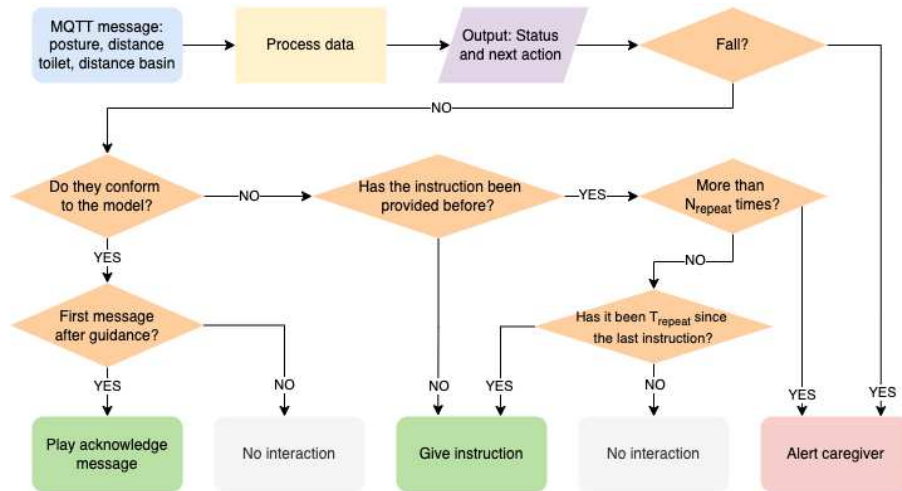 MQTT message:
posture, distance
toilet, distance basin
Process data
Output: Status
and next action
Fall?
NO
Do they conform
to the model?
NO
Has the instruction been
provided before?
YES
More than
N_repeat times?
YES
NO
First message
after guidance?
Has it been T_repeat since
the last instruction?
YES
NO
NO
YES
NO
YES
YES
Play acknowledge
message
No interaction
Give instruction
No interaction
Alert caregiver